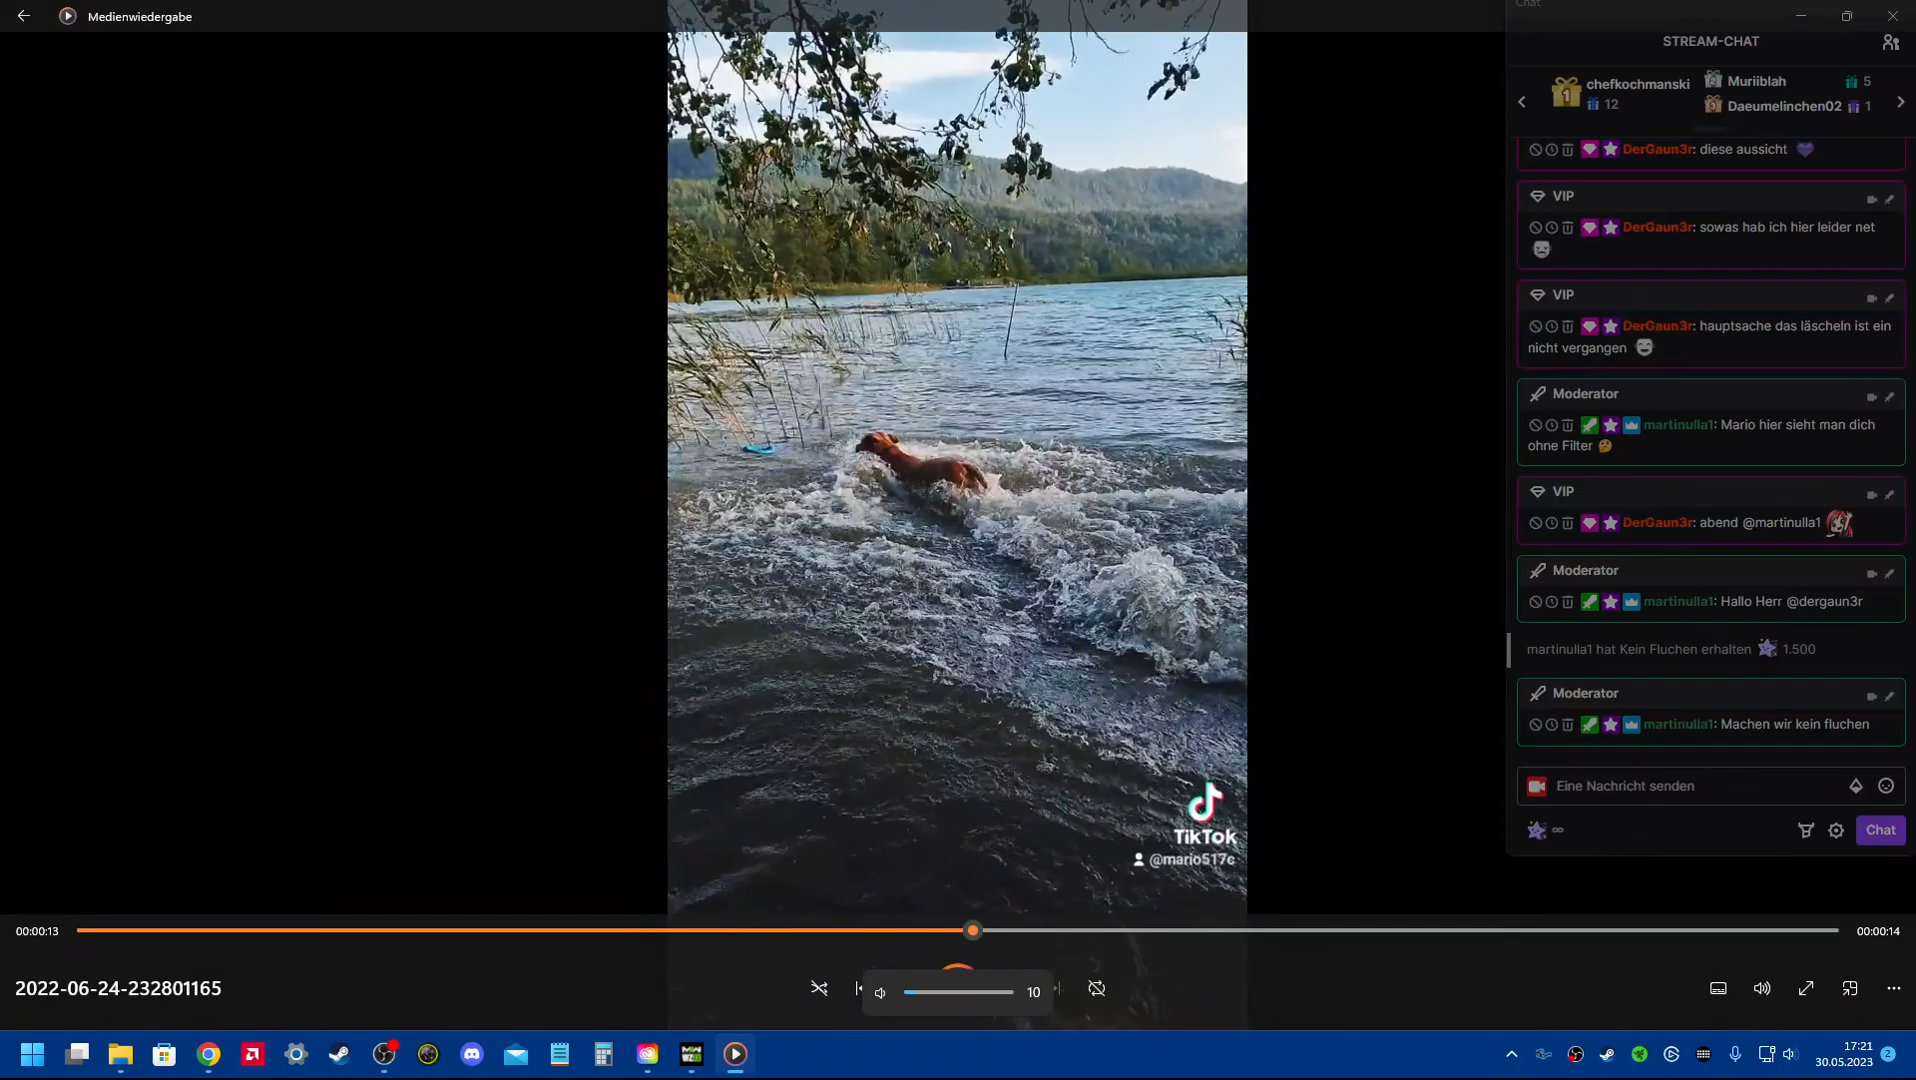 Medienwiedergabe
Chat
STREAM-CHAT
chefkochmanski
12
Muriiblah 5
Daeumelinchen02 1
DerGaun3r: diese aussicht
VIP
DerGaun3r: sowas hab ich hier leider net
VIP
DerGaun3r: hauptsache das läscheln ist ein
nicht vergangen
Moderator
martinulla1: Mario hier sieht man dich
ohne Filter
VIP
DerGaun3r: abend @martinulla1
Moderator
martinulla1: Hallo Herr @dergaun3r
martinulla1 hat Kein Fluchen erhalten 1.500
Moderator
martinulla1: Machen wir kein fluchen
Eine Nachricht senden
∞
Chat
TikTok
@mario517c
00:00:13
00:00:14
2022-06-24-232801165
10
17:21
30.05.2023
2